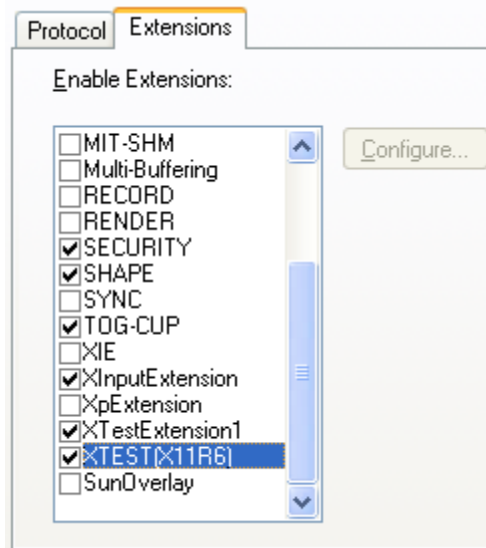 Protocol Extensions
Enable Extensions:
MIT-SHM
Configure...
Multi-Buffering
RECORD
RENDER
SECURITY
SHAPE
SYNC
TOG-CUP
XIE
XInputExtension
XpExtension
XTestExtension1
XTEST(X11R6)
SunOverlay